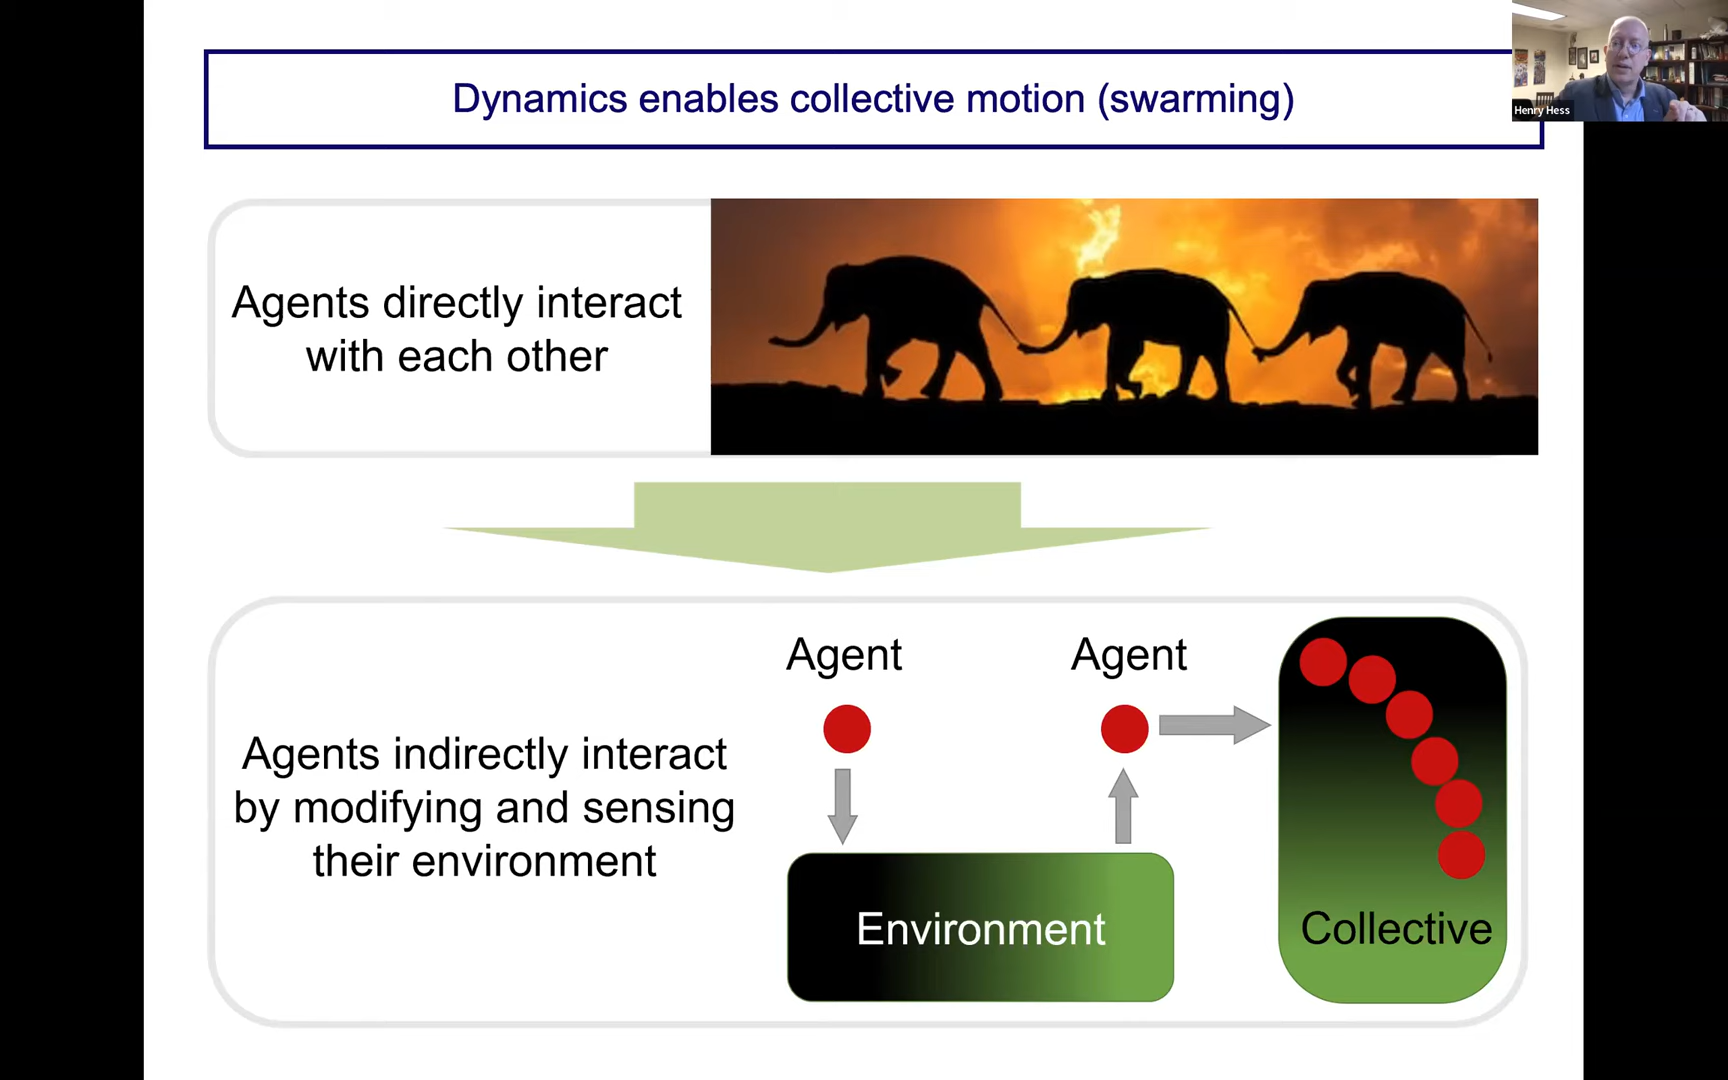 Dynamics enables collective motion (swarming)
Henry Hess
Agents directly interact
with each other
Agent
Agent
Agents indirectly interact
by modifying and sensing
their environment
Environment
Collective